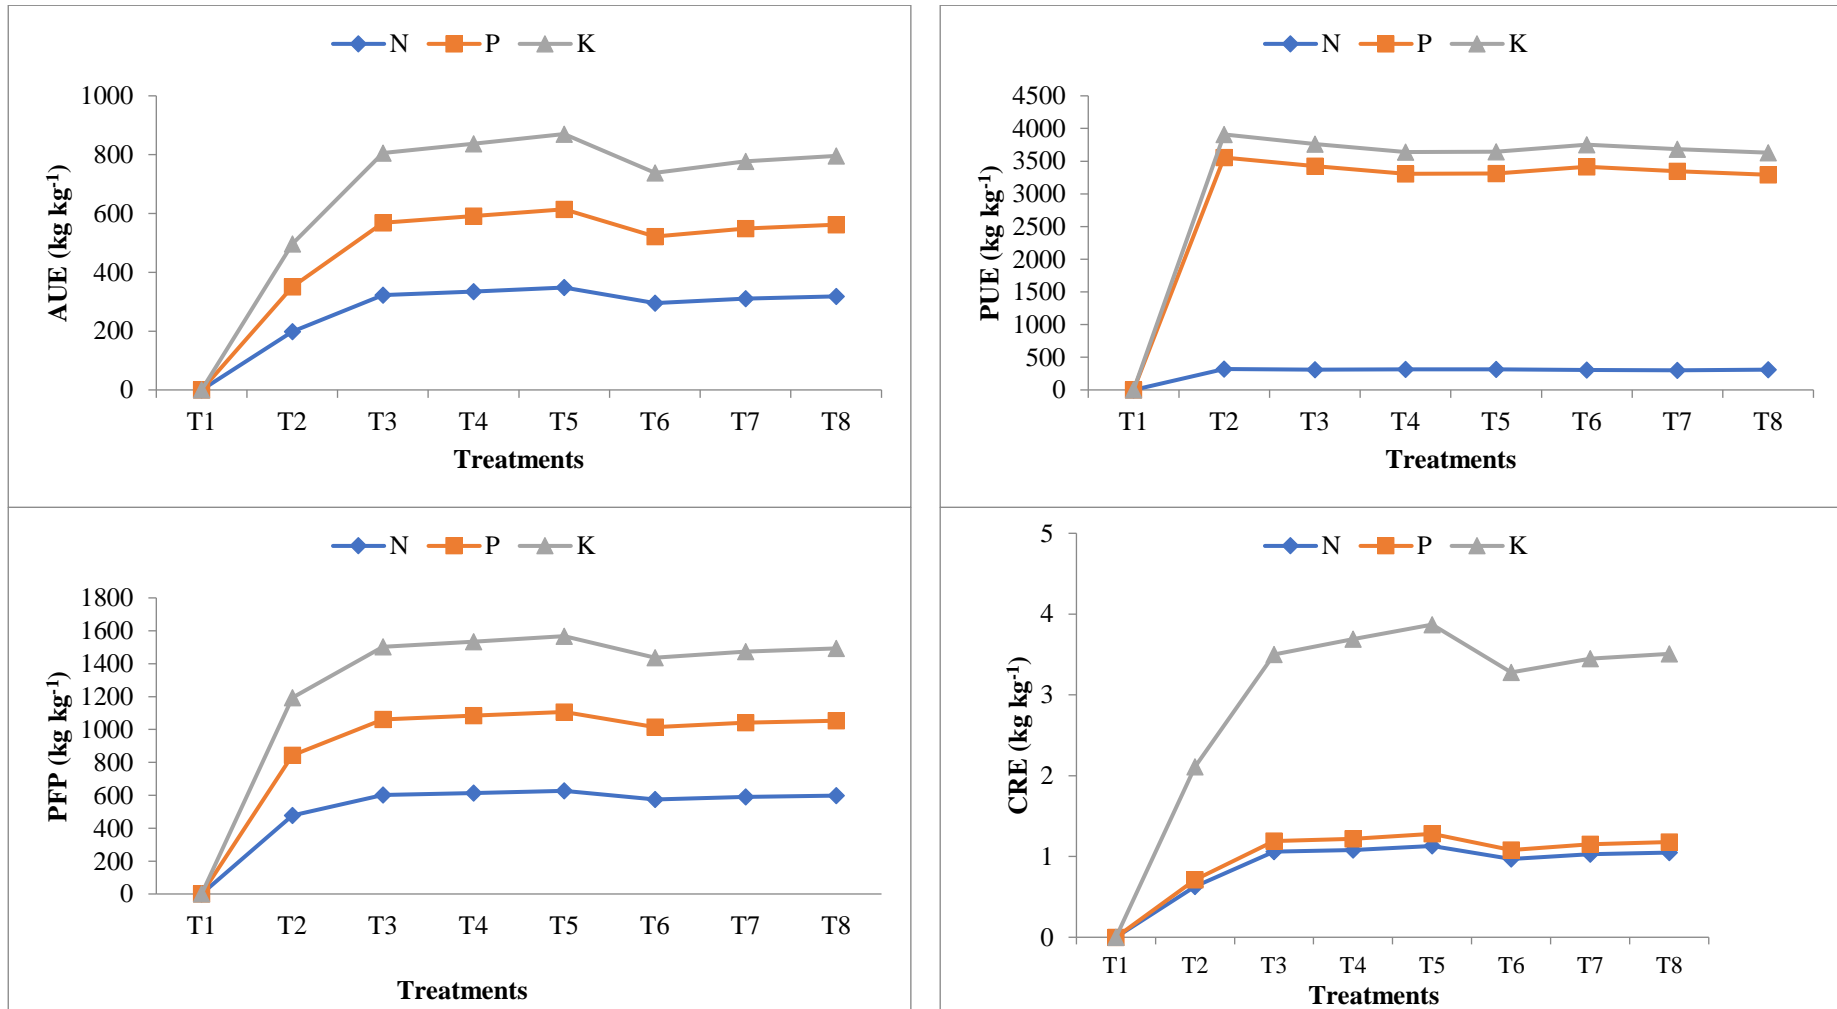 N P K
1000
800
600
400
200
0
AUE (kg kg-1)
T1 T2 T3 T4 T5 T6 T7 T8
Treatments
N P K
4500
4000
3500
3000
2500
2000
1500
1000
500
0
PUE (kg kg-1)
T1 T2 T3 T4 T5 T6 T7 T8
Treatments
N P K
1800
1600
1400
1200
1000
800
600
400
200
0
PFP (kg kg-1)
T1 T2 T3 T4 T5 T6 T7 T8
Treatments
N P K
5
4
3
2
1
0
CRE (kg kg-1)
T1 T2 T3 T4 T5 T6 T7 T8
Treatments